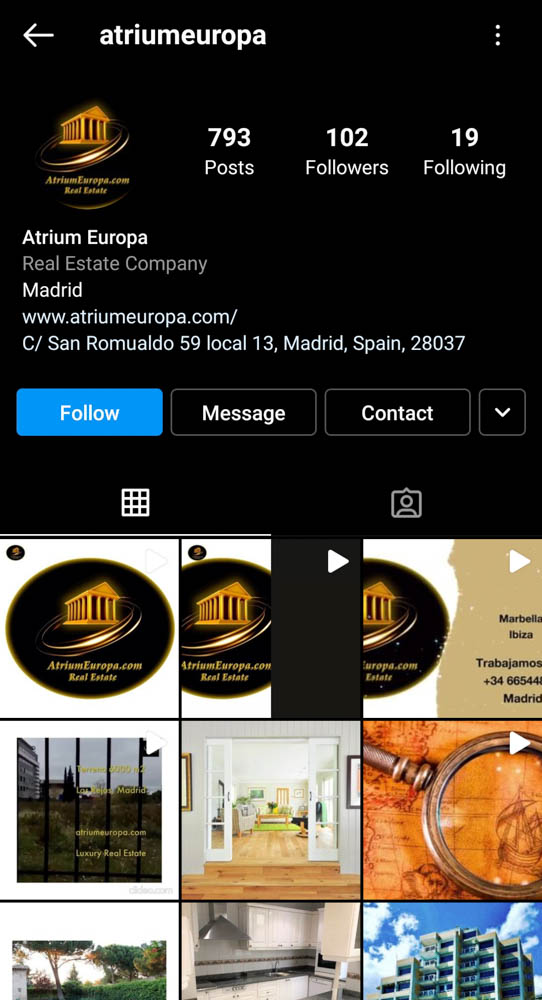 atriumeuropa
AtriumEuropa.com
Real Estate
793
Posts
102
Followers
19
Following
Atrium Europa
Real Estate Company
Madrid
www.atriumeuropa.com/
C/ San Romualdo 59 local 13, Madrid, Spain, 28037
Follow
Message
Contact
AtriumEuropa.com
Real Estate
AtriumEuropa.com
Real Estate
AtriumEuropa.com
Real Estate
Marbella
Ibiza
Trabajamos
+34 66544
Madrid
Terreno 6000 m2
Las Rejas, Madrid
atriumeuropa.com
Luxury Real Estate
clideo.com